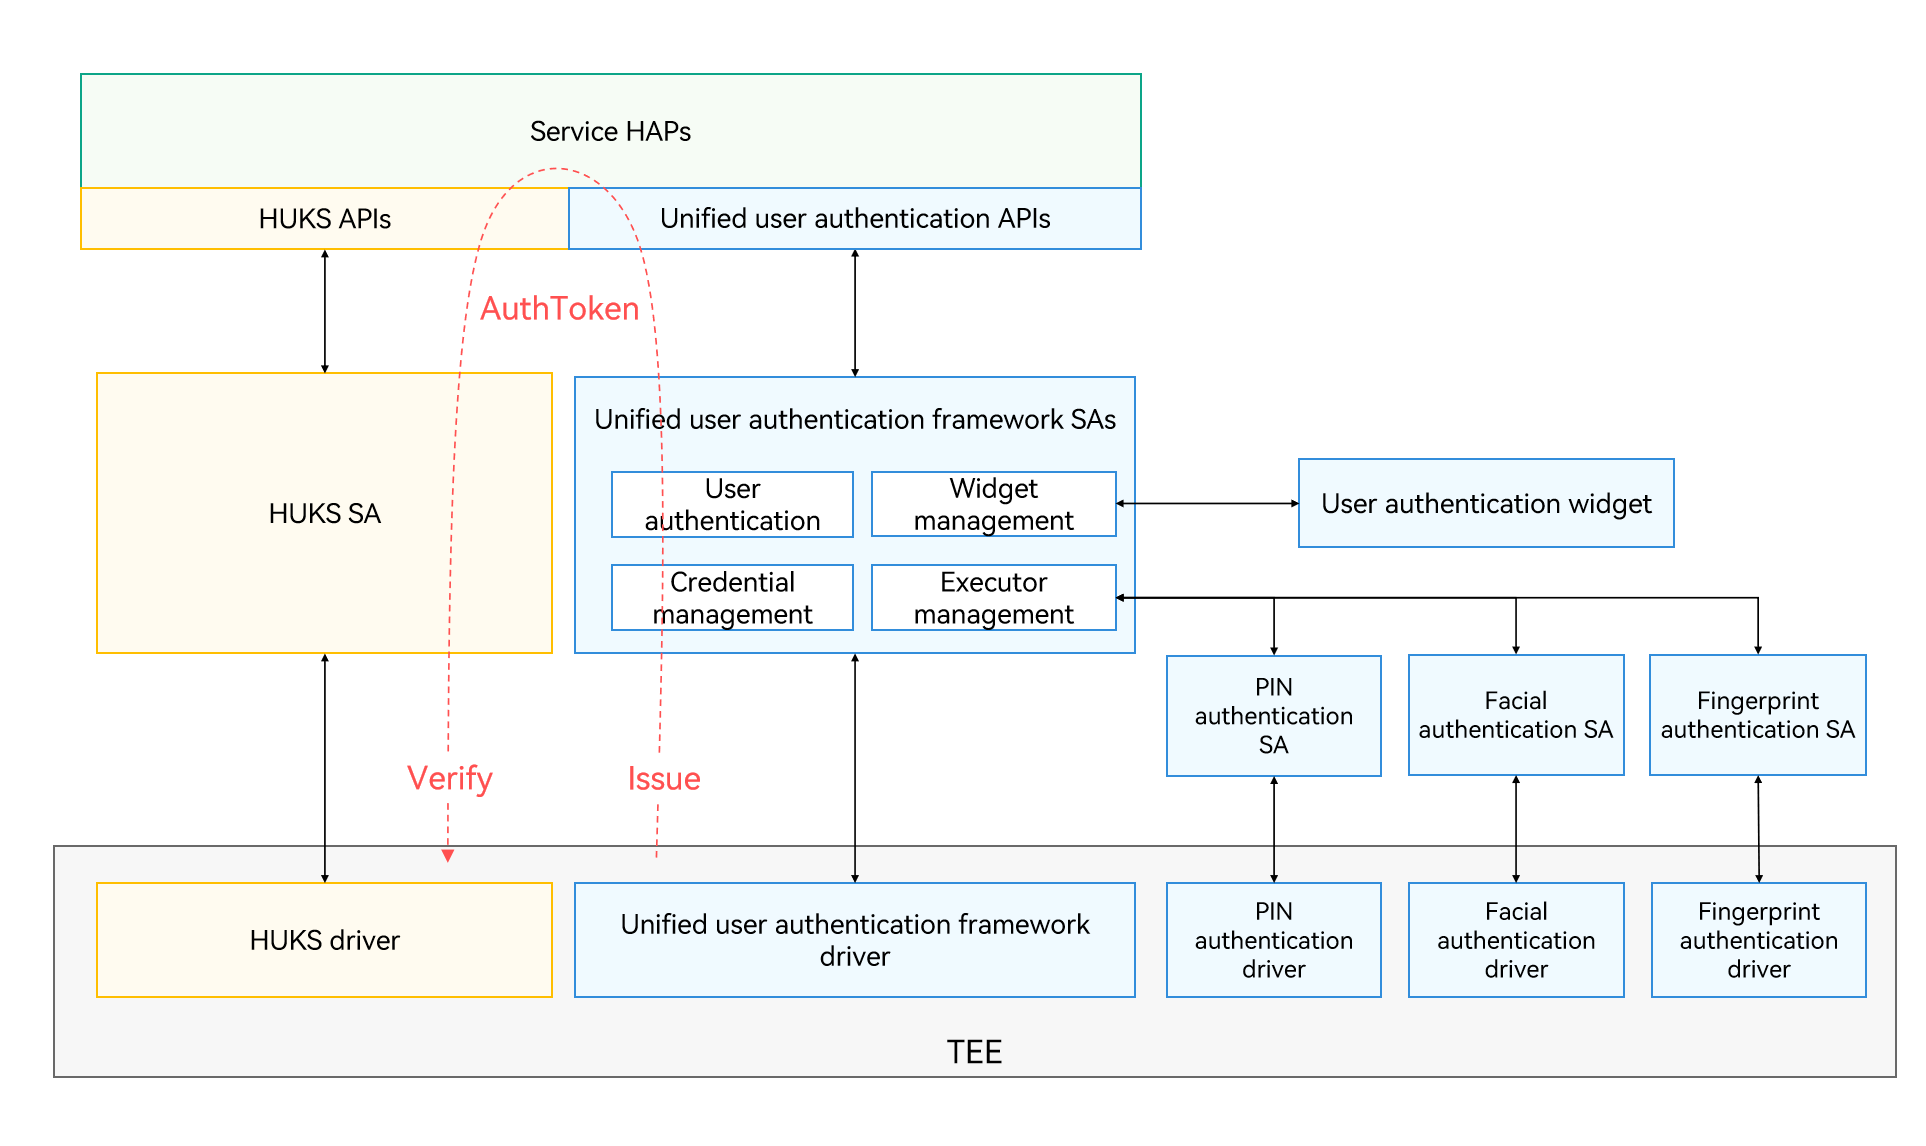 Service HAPs
HUKS APIs
Unified user authentication APIs
AuthToken
HUKS SA
Unified user authentication framework SAs
User
authentication
Widget
management
Credential
management
Executor
management
User authentication widget
PIN
authentication
SA
Facial
authentication SA
Fingerprint
authentication SA
Verify
Issue
HUKS driver
Unified user authentication framework
driver
PIN
authentication
driver
Facial
authentication
driver
Fingerprint
authentication
driver
TEE